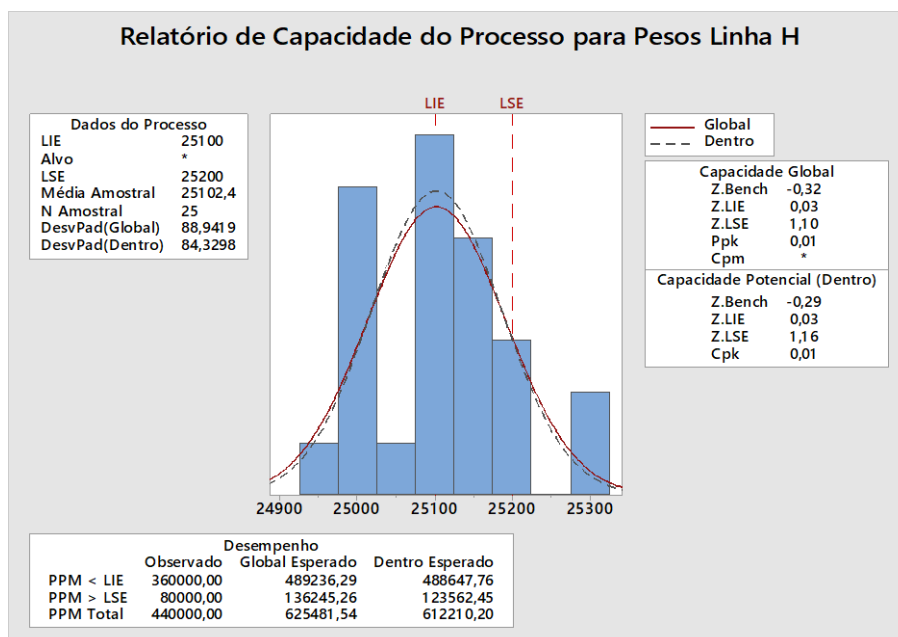 Relatório de Capacidade do Processo para Pesos Linha H
LIE LSE
Dados do Processo
LIE 25100
Alvo *
LSE 25200
Média Amostral 25102,4
N Amostral 25
DesvPad(Global) 88,9419
DesvPad(Dentro) 84,3298
Global
Dentro
Capacidade Global
Z.Bench -0,32
Z.LIE 0,03
Z.LSE 1,10
Ppk 0,01
Cpm *
Capacidade Potencial (Dentro)
Z.Bench -0,29
Z.LIE 0,03
Z.LSE 1,16
Cpk 0,01
24900 25000 25100 25200 25300
Desempenho
Observado Global Esperado Dentro Esperado
PPM < LIE 360000,00 489236,29 488647,76
PPM > LSE 80000,00 136245,26 123562,45
PPM Total 440000,00 625481,54 612210,20